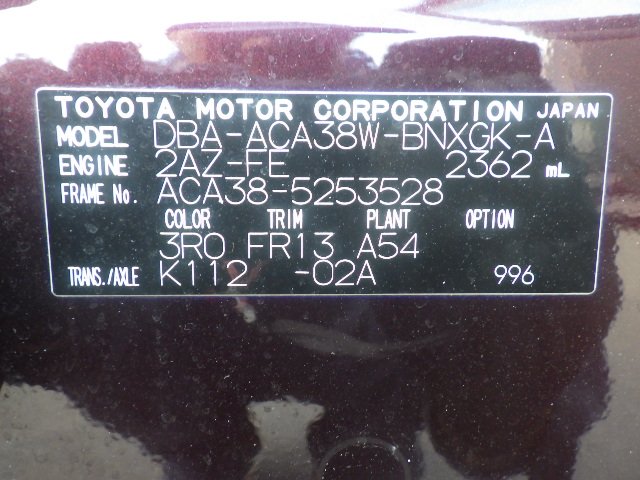 TOYOTA MOTOR CORPORATION JAPAN
MODEL DBA-ACA38W-BNXGK-A
ENGINE 2AZ-FE 2362 mL
FRAME No. ACA38-5253528
COLOR TRIM PLANT OPTION
3R0 FR13 A54
TRANS./AXLE K112 -02A 996